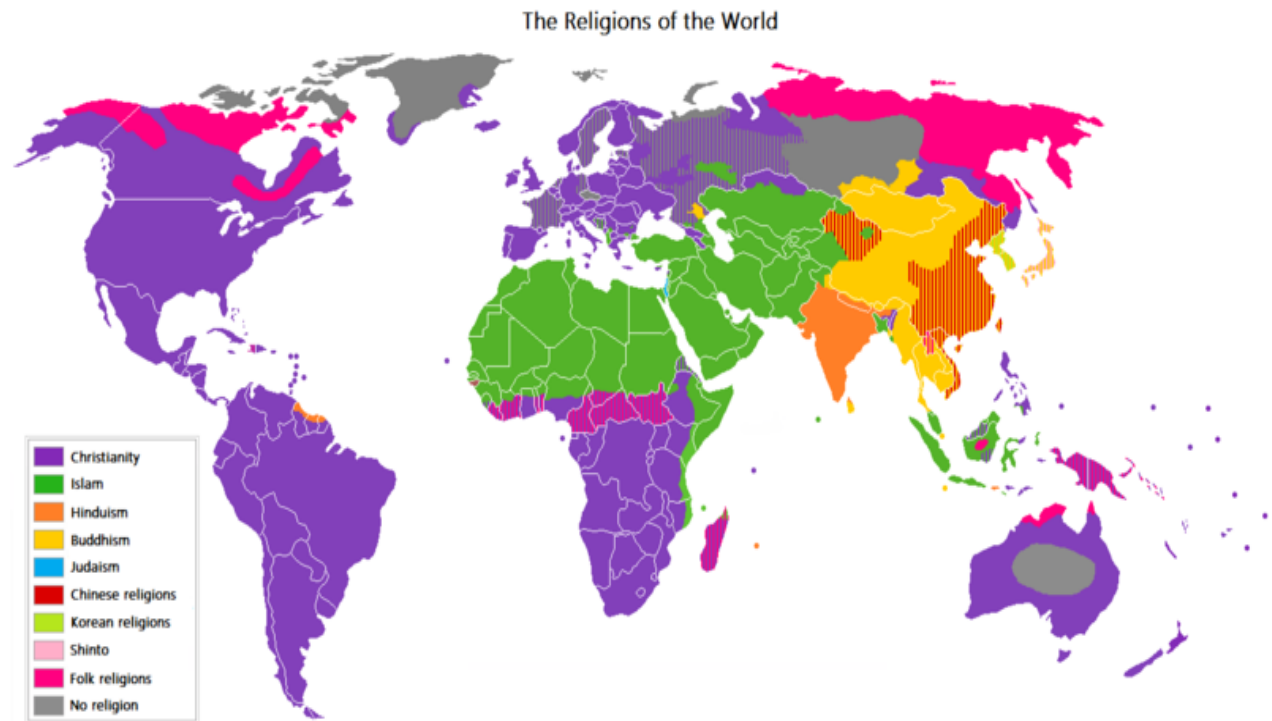 The Religions of the World
Christianity
Islam
Hinduism
Buddhism
Judaism
Chinese religions
Korean religions
Shinto
Folk religions
No religion